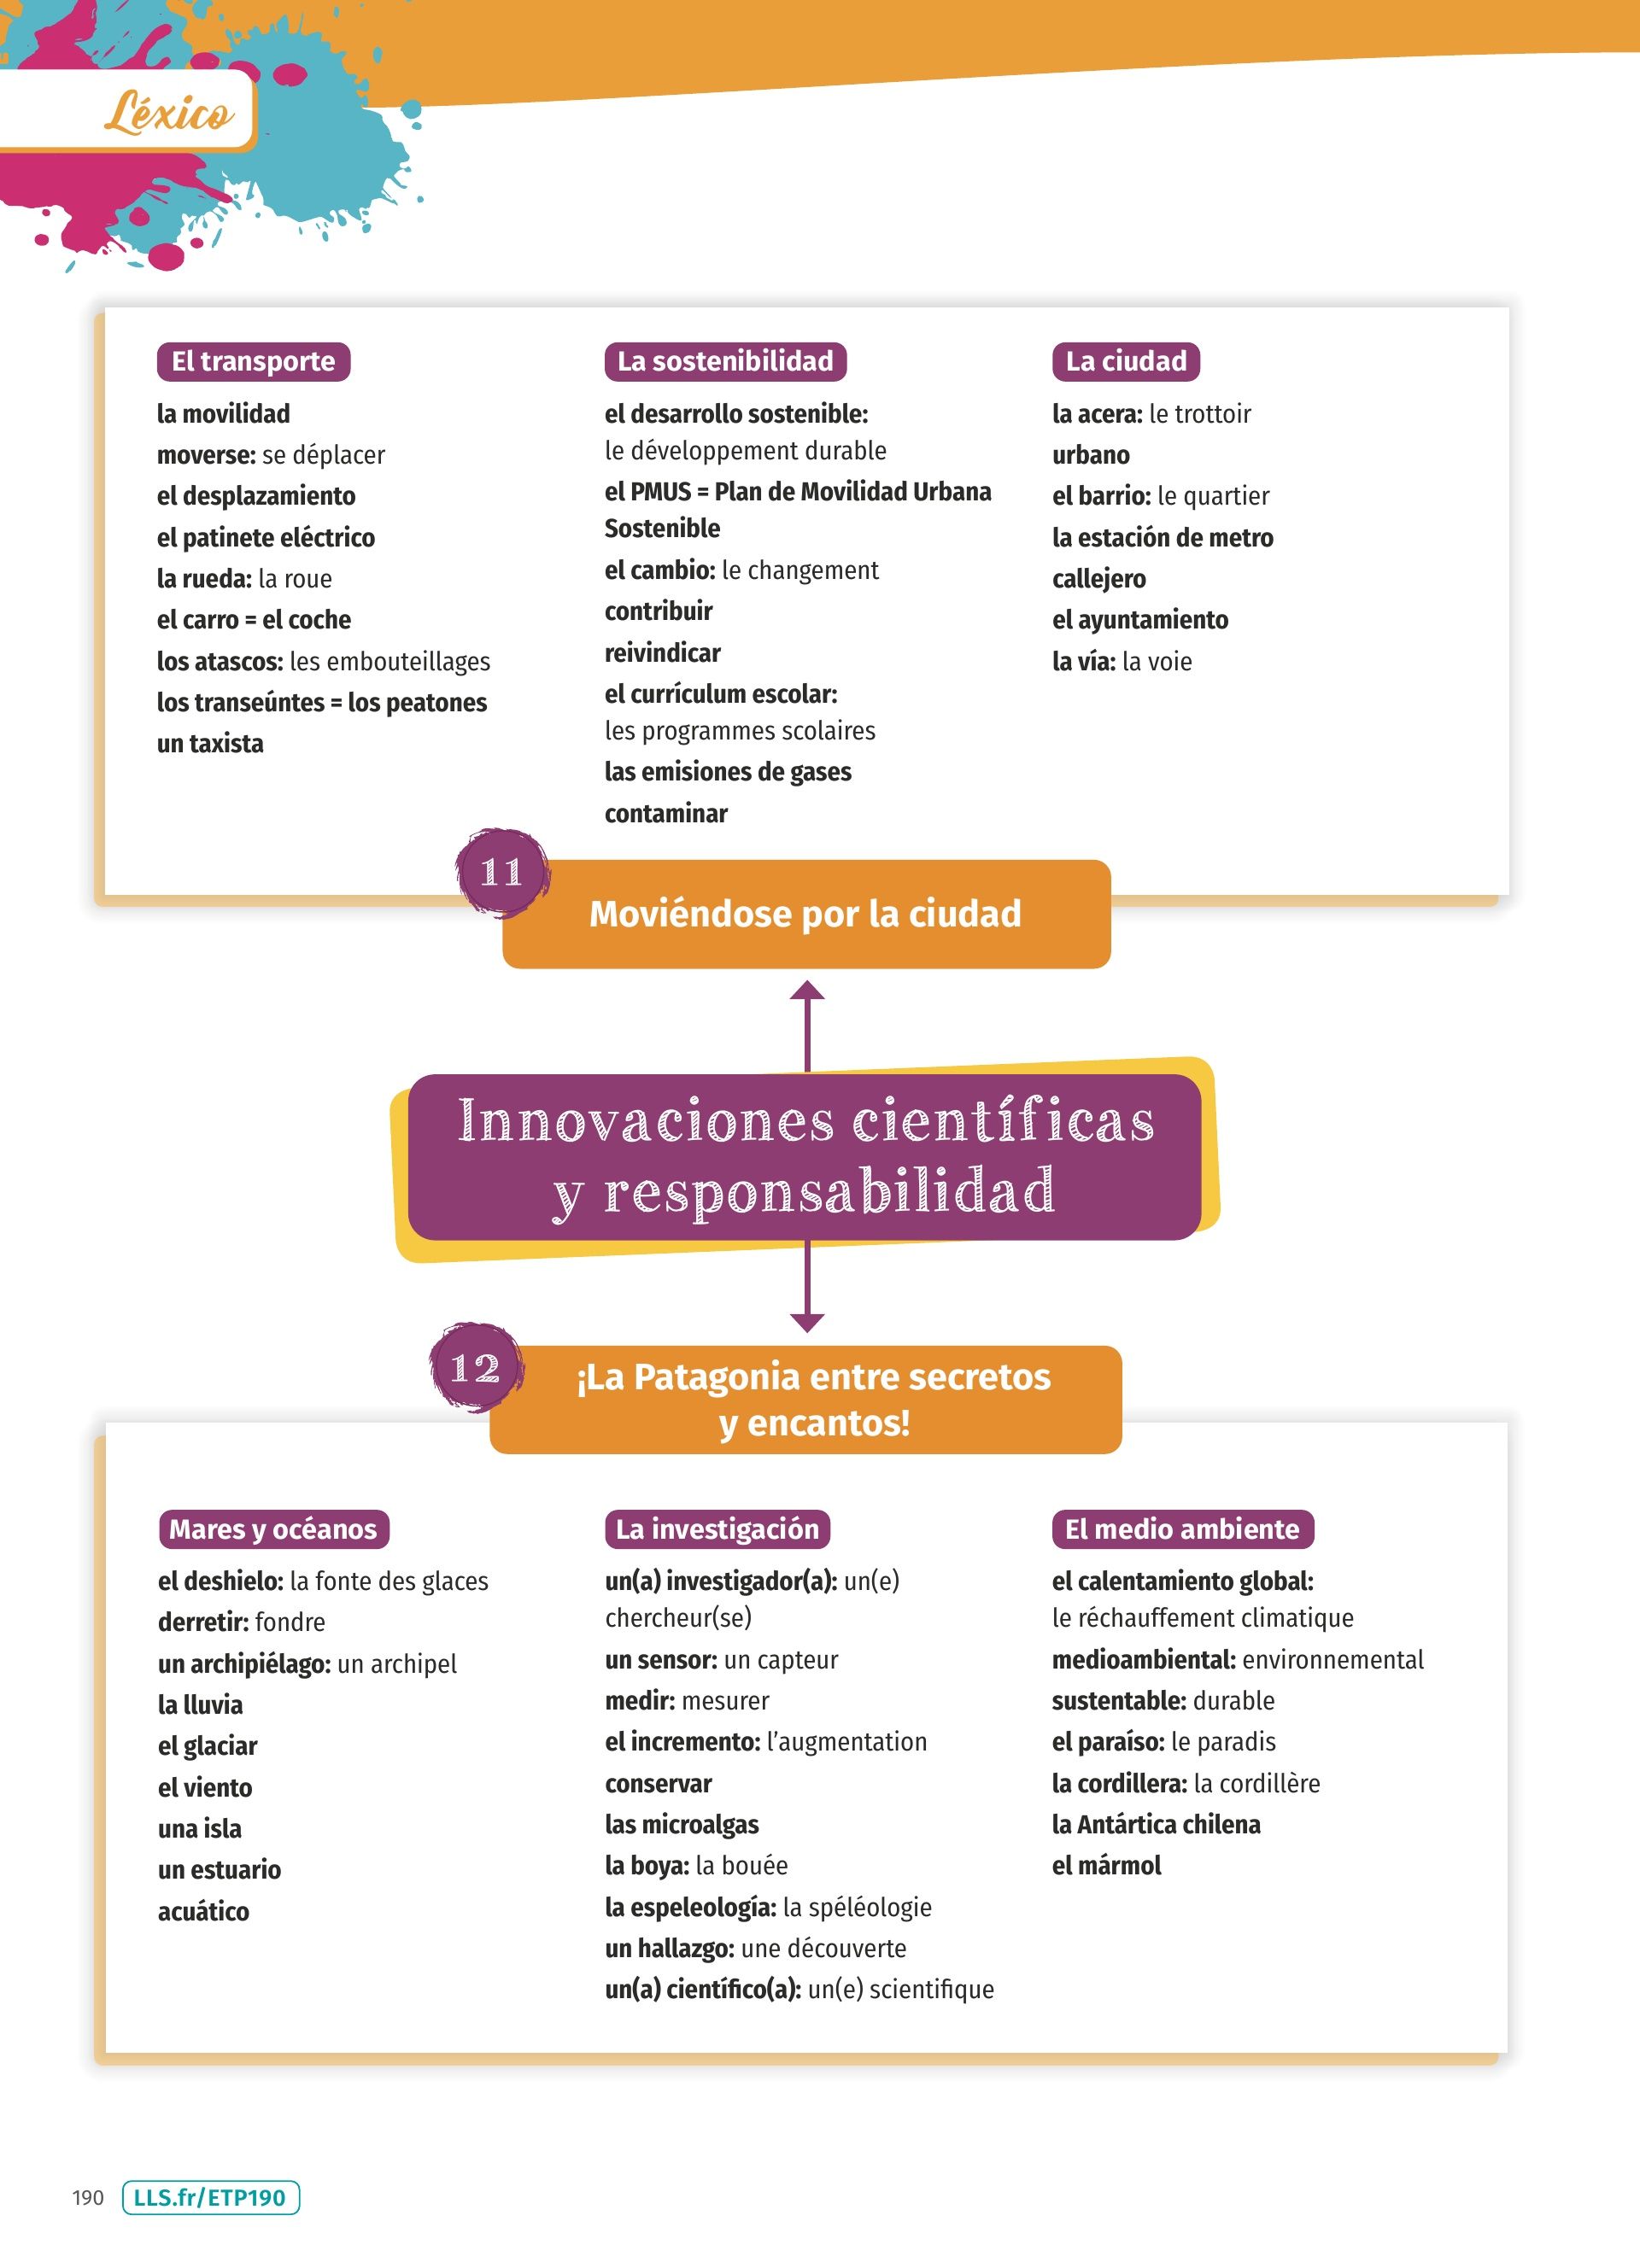 Léxico
El transporte
la movilidad
moverse: se déplacer
el desplazamiento
el patinete eléctrico
la rueda: la roue
el carro = el coche
los atascos: les embouteillages
los transeúntes = los peatones
un taxista
La sostenibilidad
el desarrollo sostenible:
le développement durable
el PMUS = Plan de Movilidad Urbana
Sostenible
el cambio: le changement
contribuir
reivindicar
el currículum escolar:
les programmes scolaires
las emisiones de gases
contaminar
La ciudad
la acera: le trottoir
urbano
el barrio: le quartier
la estación de metro
callejero
el ayuntamiento
la vía: la voie
11
Moviéndose por la ciudad
Innovaciones científicas
y responsabilidad
12
¡La Patagonia entre secretos
y encantos!
Mares y océanos
el deshielo: la fonte des glaces
derretir: fondre
un archipiélago: un archipel
la lluvia
el glaciar
el viento
una isla
un estuario
acuático
La investigación
un(a) investigador(a): un(e)
chercheur(se)
un sensor: un capteur
medir: mesurer
el incremento: l’augmentation
conservar
las microalgas
la boya: la bouée
la espeleología: la spéléologie
un hallazgo: une découverte
un(a) científico(a): un(e) scientifique
El medio ambiente
el calentamiento global:
le réchauffement climatique
medioambiental: environnemental
sustentable: durable
el paraíso: le paradis
la cordillera: la cordillère
la Antártica chilena
el mármol
190
LLS.fr/ETP190